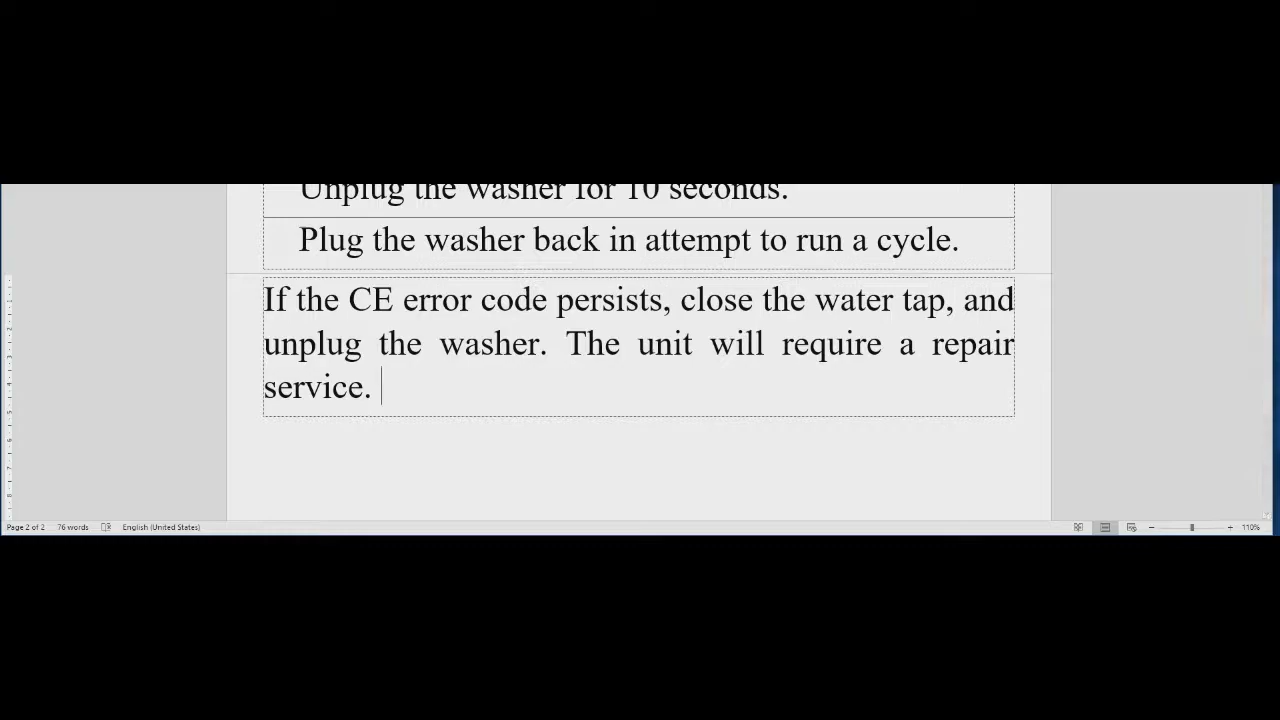 Unplug the washer for 10 seconds.
Plug the washer back in attempt to run a cycle.
If the CE error code persists, close the water tap, and
unplug the washer. The unit will require a repair
service.
Page 2 of 2 76 words English (United States) 110%